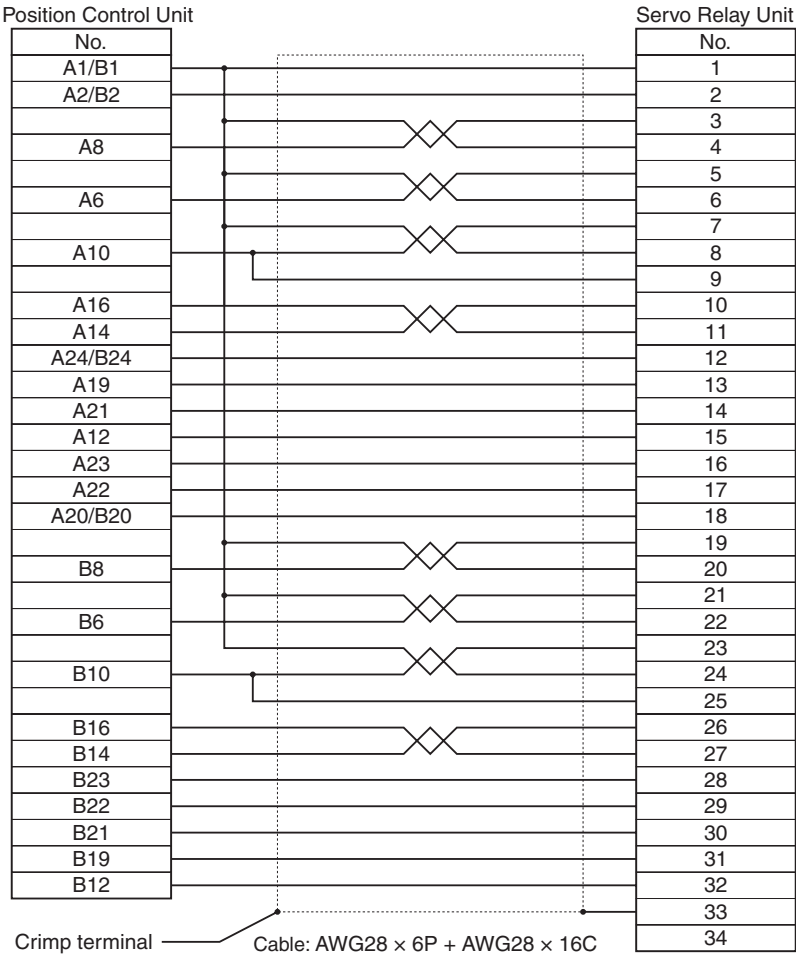 Position Control Unit Servo Relay Unit
No. No.
A1/B1 1
A2/B2 2
3
A8 4
5
A6 6
7
A10 8
9
A16 10
A14 11
A24/B24 12
A19 13
A21 14
A12 15
A23 16
A22 17
A20/B20 18
19
B8 20
21
B6 22
23
B10 24
25
B16 26
B14 27
B23 28
B22 29
B21 30
B19 31
B12 32
33
Crimp terminal Cable: AWG28 × 6P + AWG28 × 16C 34